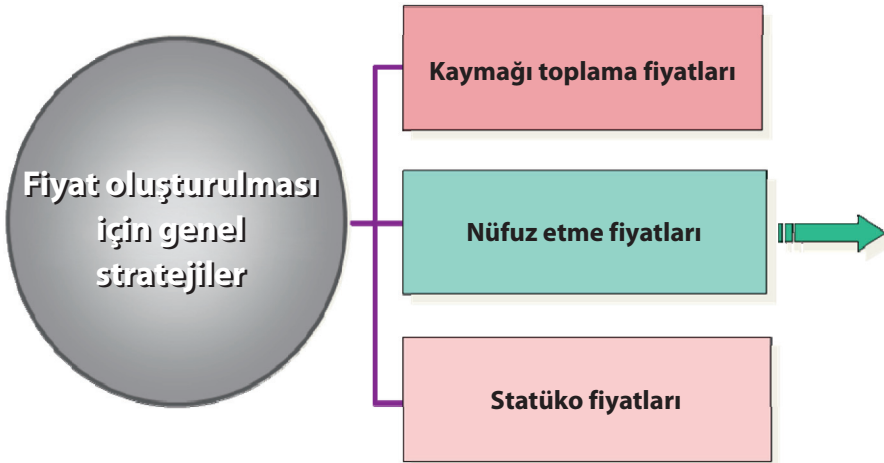 Fiyat oluşturulması
için genel
stratejiler
Kaymağı toplama fiyatları
Nüfuz etme fiyatları
Statüko fiyatları